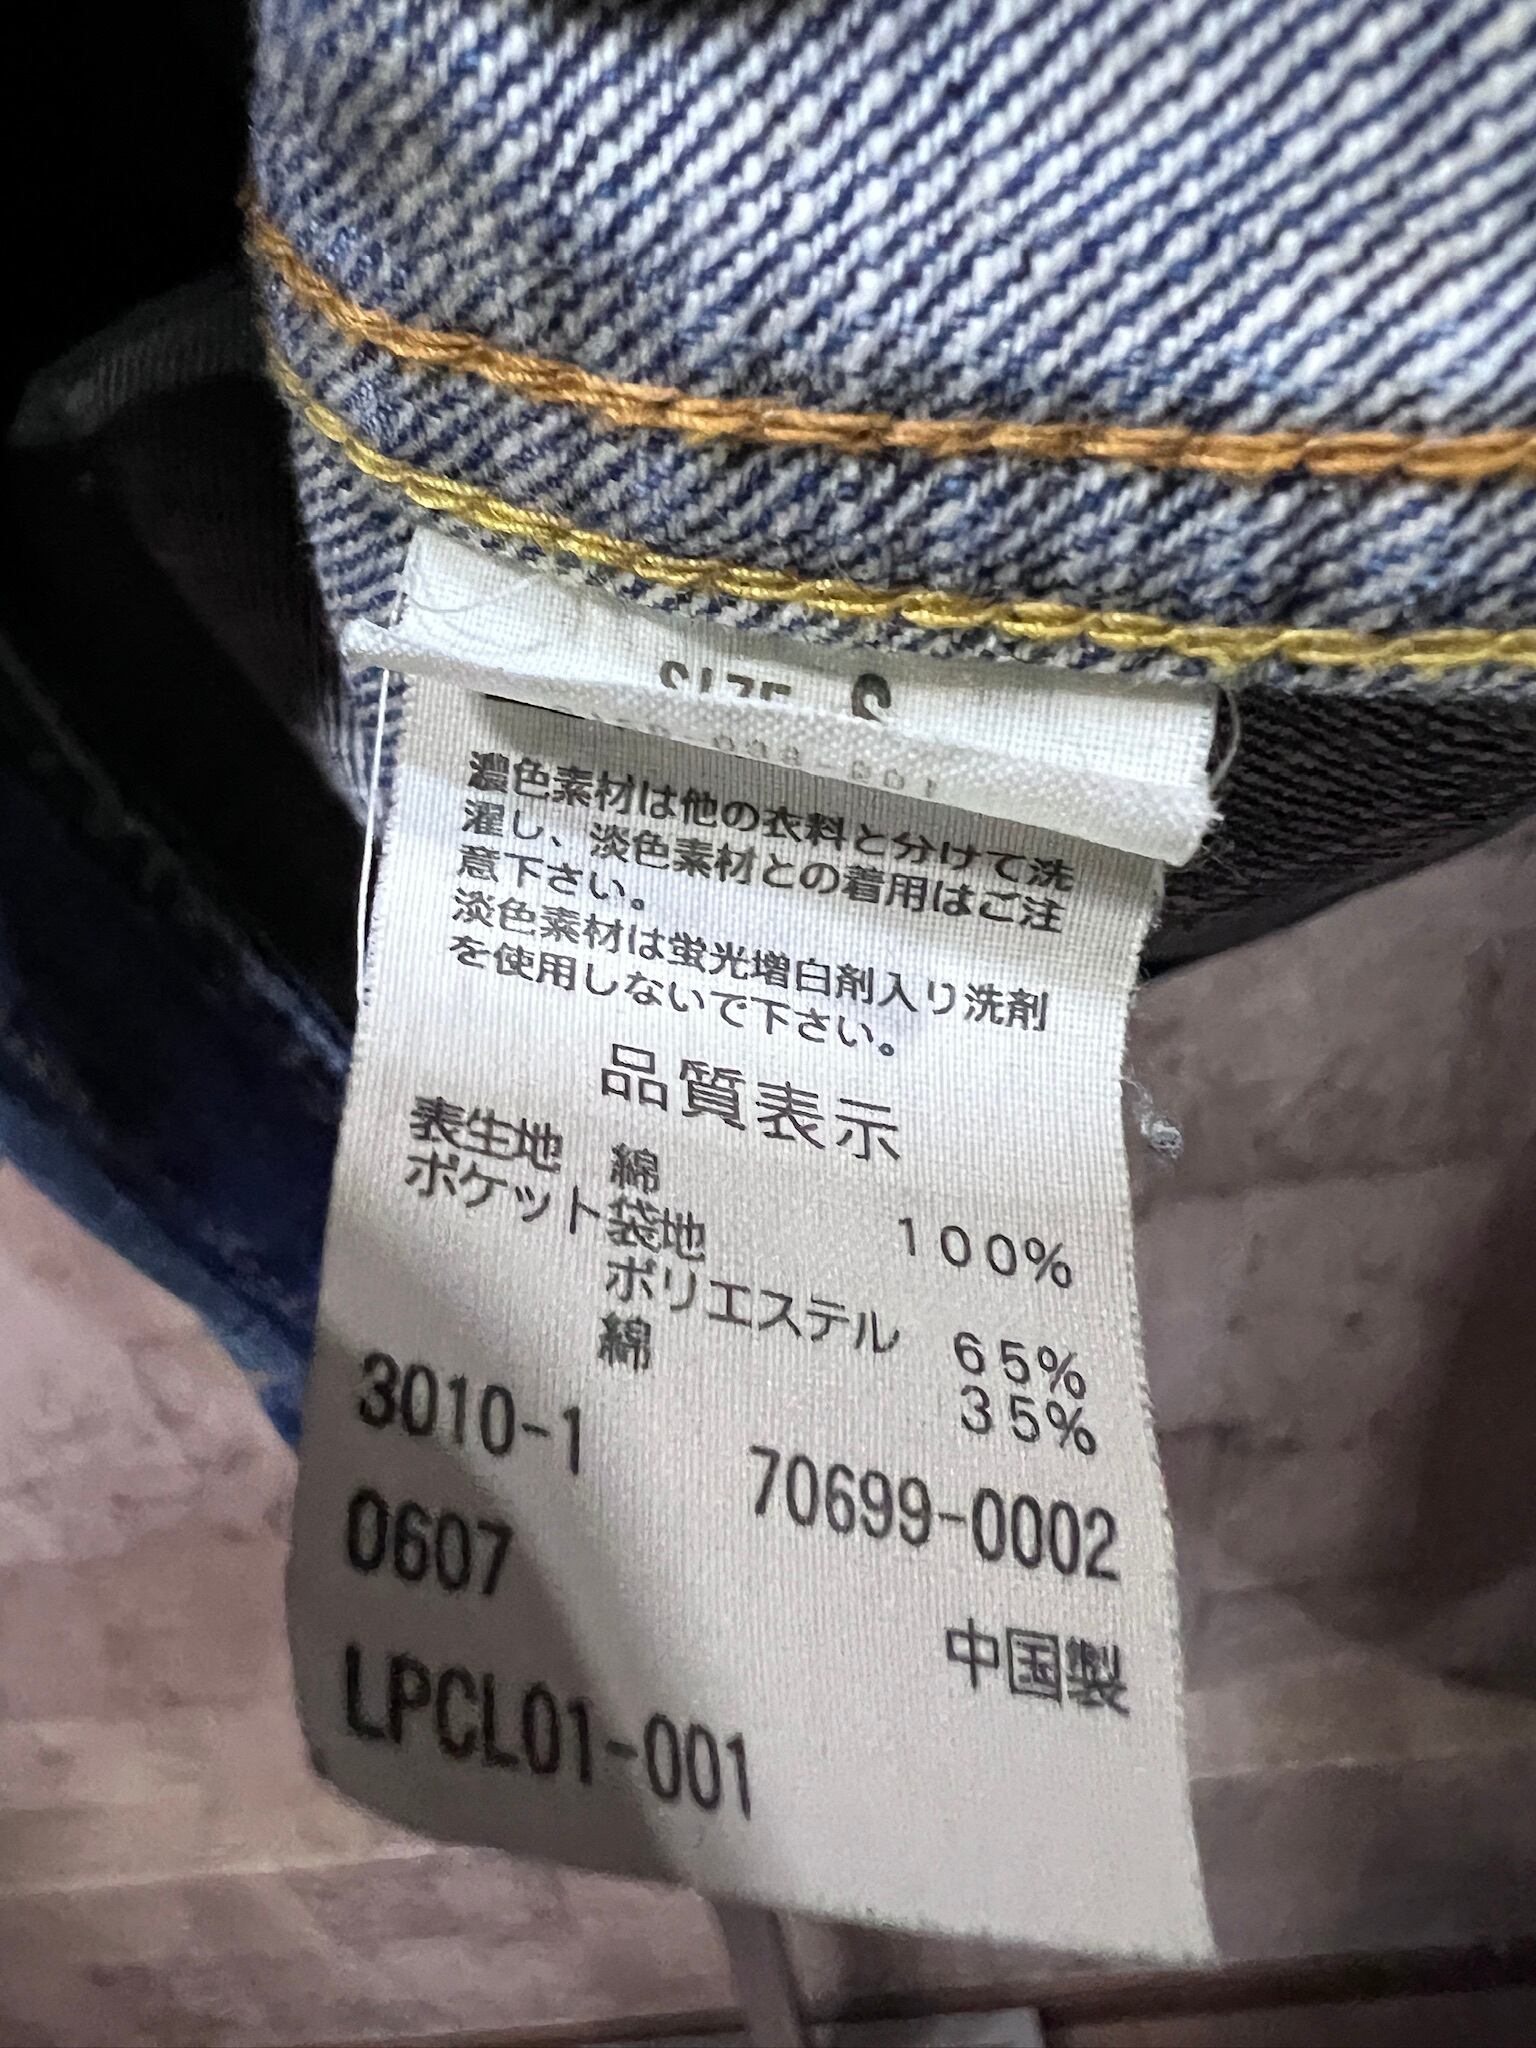 SIZE 2
濃色素材は他の衣料と分けて洗
濯し、淡色素材との着用はご注
意下さい。
淡色素材は蛍光増白剤入り洗剤
を使用しないで下さい。
品質表示
表生地 綿 100%
ポケット袋地
ポリエステル 65%
綿 35%
3010-1 70699-0002
0607
中国製
LPCL01-001